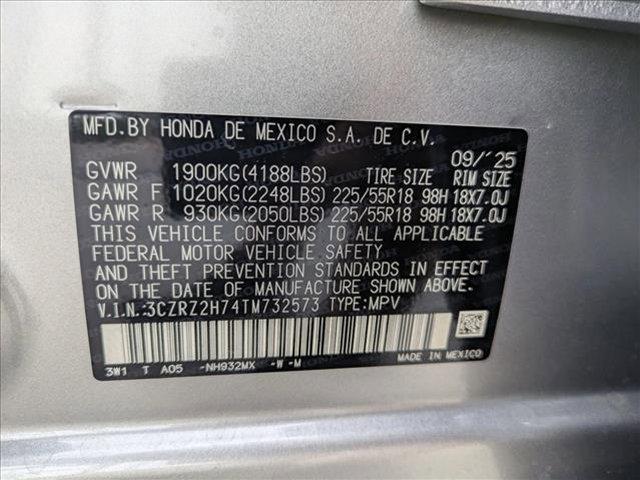 MFD.BY HONDA DE MEXICO S.A. DE C.V.
09/'25
GVWR 1900KG(4188LBS) TIRE SIZE RIM SIZE
GAWR F 1020KG(2248LBS) 225/55R18 98H 18X7.0J
GAWR R 930KG(2050LBS) 225/55R18 98H 18X7.0J
THIS VEHICLE CONFORMS TO ALL APPLICABLE
FEDERAL MOTOR VEHICLE SAFETY
AND THEFT PREVENTION STANDARDS IN EFFECT
ON THE DATE OF MANUFACTURE SHOWN ABOVE.
V.I.N.:3CZRZ2H74TM732573 TYPE:MPV
MADE IN MEXICO
3W1 T A05 -NH932MX -W -M